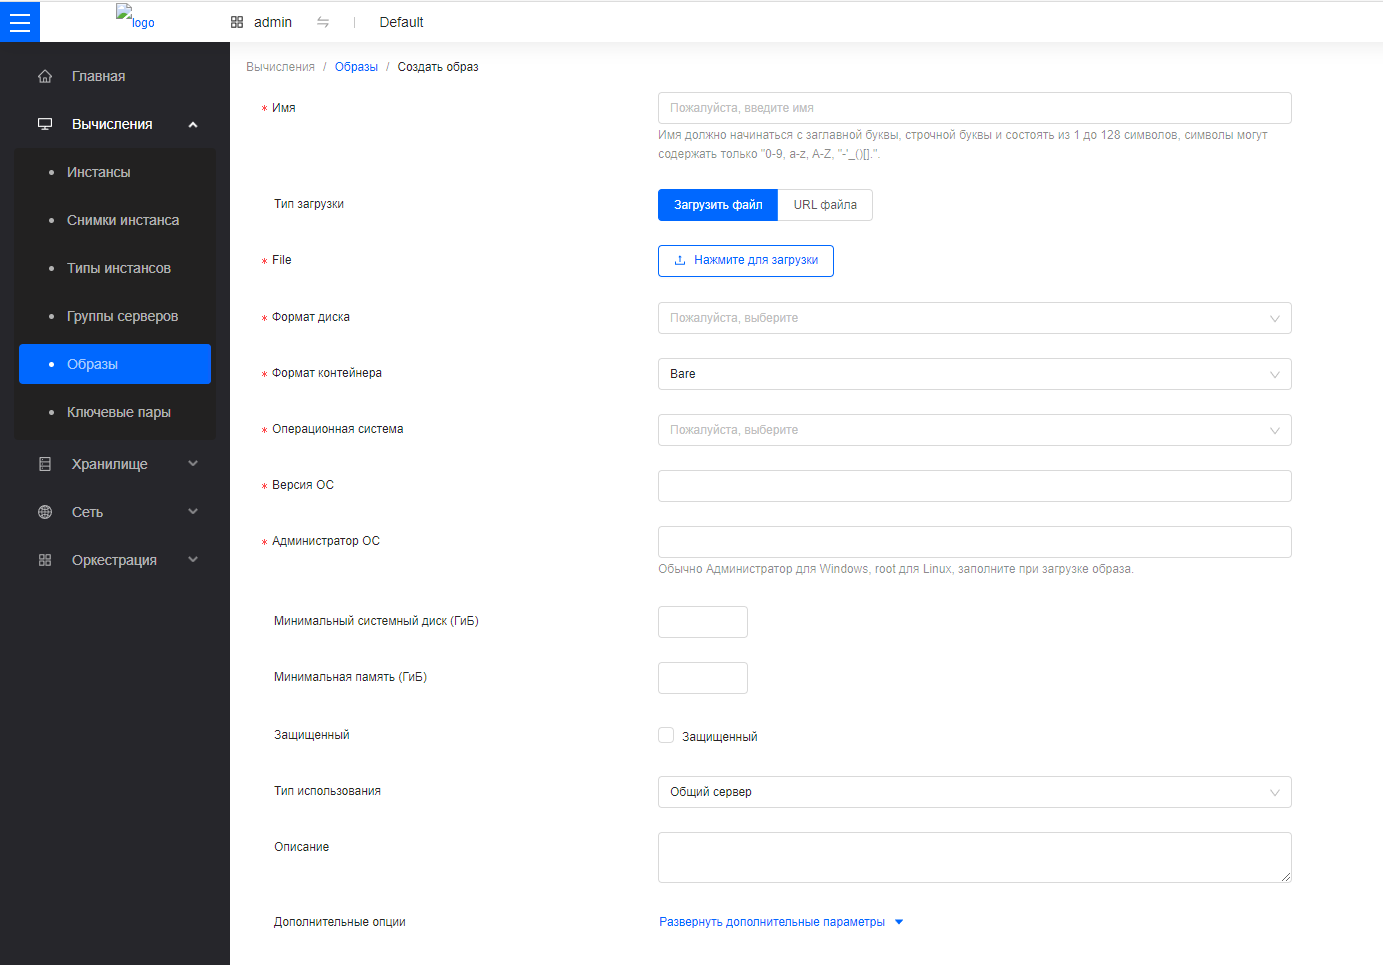 logo
admin
Default
Главная
Вычисления
Инстансы
Снимки инстанса
Типы инстансов
Группы серверов
Образы
Ключевые пары
Хранилище
Сеть
Оркестрация
Вычисления / Образы / Создать образ
* Имя
Пожалуйста, введите имя
Имя должно начинаться с заглавной буквы, строчной буквы и состоять из 1 до 128 символов, символы могут
содержать только "0-9, a-z, A-Z, "-'_()[].".
Тип загрузки
Загрузить файл
URL файла
* File
Нажмите для загрузки
* Формат диска
Пожалуйста, выберите
* Формат контейнера
Bare
* Операционная система
Пожалуйста, выберите
* Версия ОС
* Администратор ОС
Обычно Администратор для Windows, root для Linux, заполните при загрузке образа.
Минимальный системный диск (ГиБ)
Минимальная память (ГиБ)
Защищенный
Защищенный
Тип использования
Общий сервер
Описание
Дополнительные опции
Развернуть дополнительные параметры